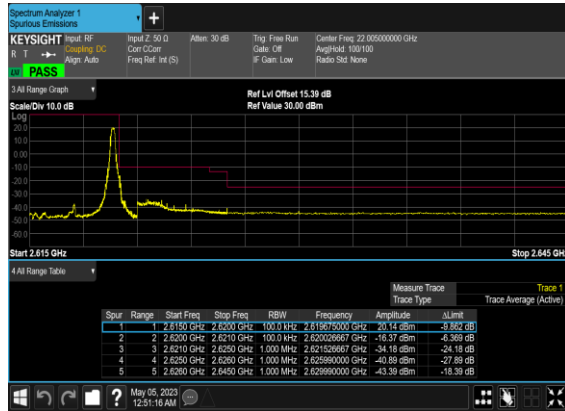 Spectrum Analyzer 1
Spurious Emissions
KEYSIGHT Input: RF Input Z: 50 Ω Atten: 30 dB Trig: Free Run Center Freq: 22.005000000 GHz
R T Coupling: DC Corr CCorr Gate: Off Avg|Hold: 100/100
Align: Auto Freq Ref: Int (S) IF Gain: Low Radio Std: None
PASS
3 All Range Graph
Ref Lvl Offset 15.39 dB
Scale/Div 10.0 dB Ref Value 30.00 dBm
Log
20.0
10.0
0.00
-10.0
-20.0
-30.0
-40.0
-50.0
-60.0
Start 2.615 GHz Stop 2.645 GH
4 All Range Table
Measure Trace Trace 1
Trace Type Trace Average (Active)
Spur Range Start Freq Stop Freq RBW Frequency Amplitude ΔLimit
1 1 2.6150 GHz 2.6200 GHz 100.0 kHz 2.619675000 GHz 20.14 dBm -9.862 dB
2 2 2.6200 GHz 2.6210 GHz 100.0 kHz 2.620026667 GHz -16.37 dBm -6.369 dB
3 3 2.6210 GHz 2.6250 GHz 1.000 MHz 2.621526667 GHz -34.18 dBm -24.18 dB
4 4 2.6250 GHz 2.6260 GHz 1.000 MHz 2.625990000 GHz -40.89 dBm -27.89 dB
5 5 2.6260 GHz 2.6450 GHz 1.000 MHz 2.629990000 GHz -43.39 dBm -18.39 dB
May 05, 2023
12:51:16 AM